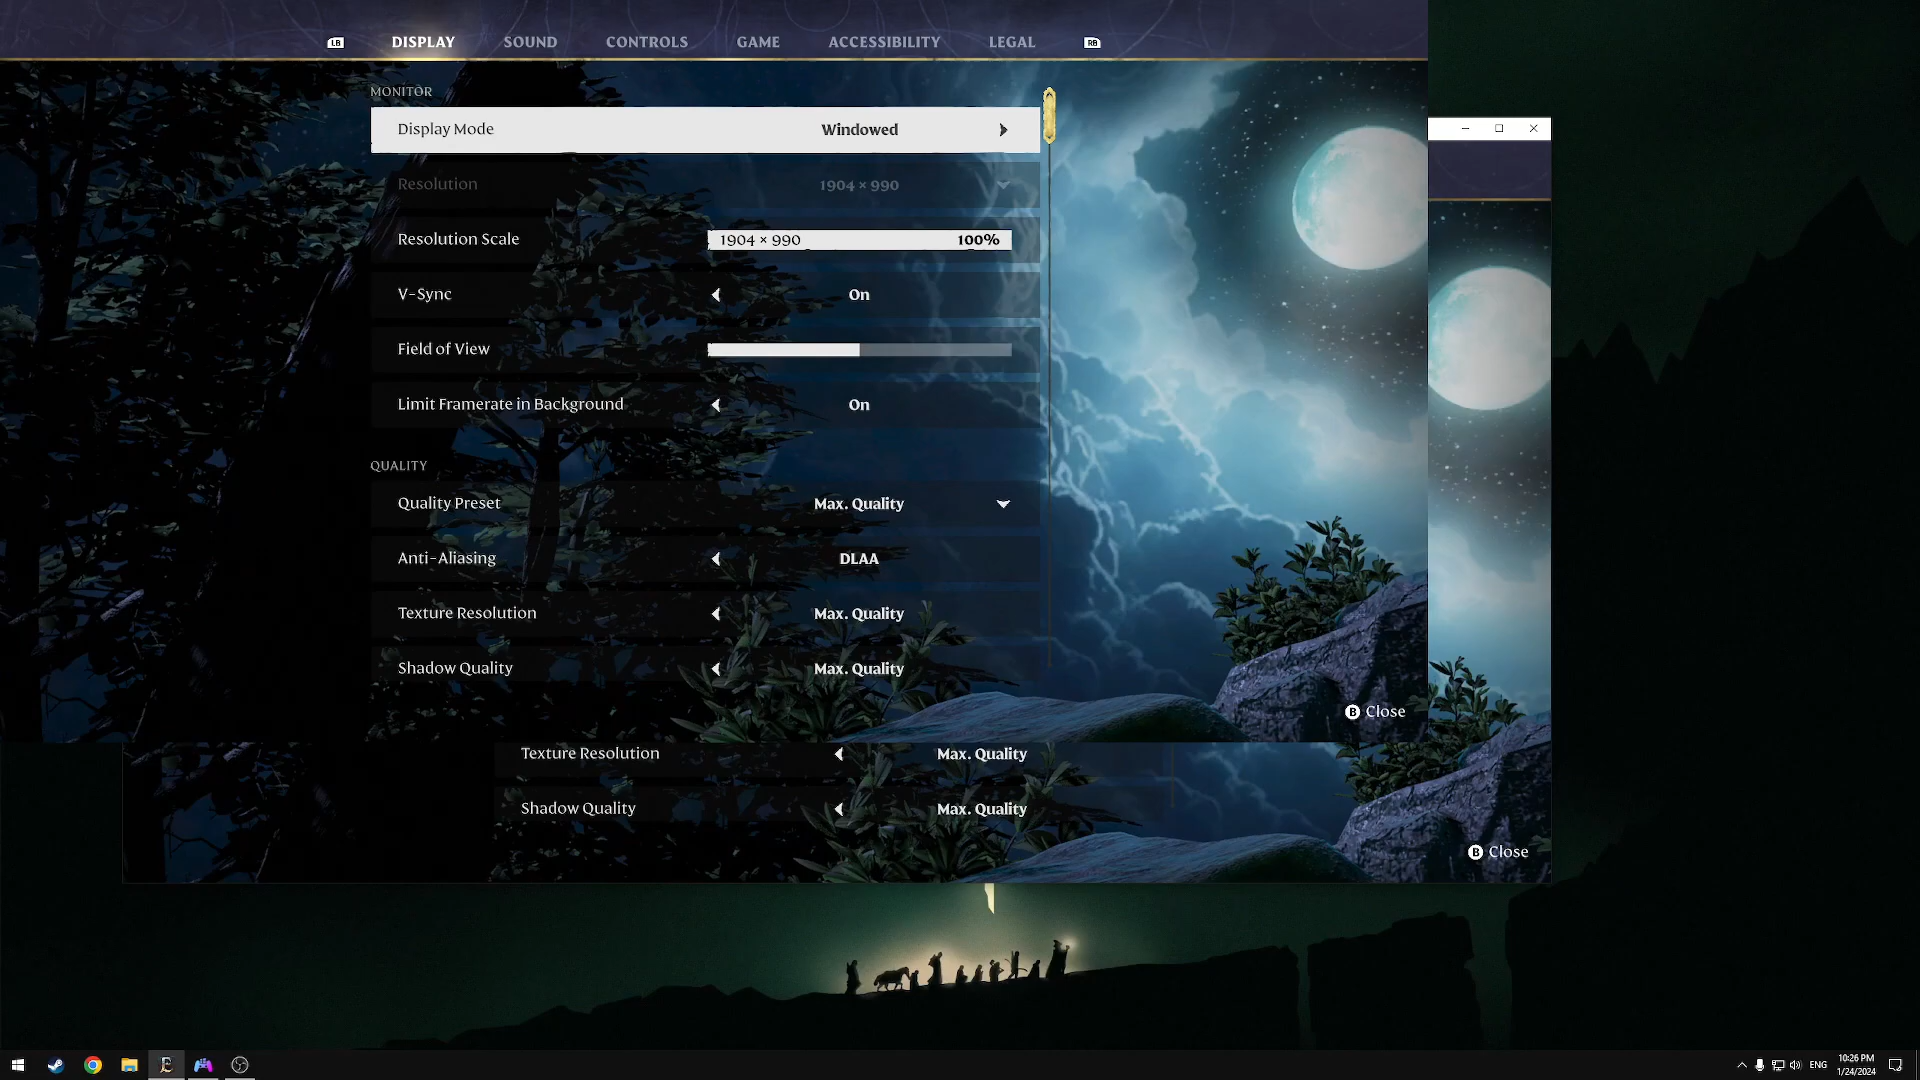 LB DISPLAY SOUND CONTROLS GAME ACCESSIBILITY LEGAL RB
MONITOR
Display Mode Windowed
Resolution 1904 × 990
Resolution Scale 1904 × 990 100%
V-Sync On
Field of View
Limit Framerate in Background On
QUALITY
Quality Preset Max. Quality
Anti-Aliasing DLAA
Texture Resolution Max. Quality
Shadow Quality Max. Quality
B Close
Texture Resolution Max. Quality
Shadow Quality Max. Quality
B Close
ENG
10:26 PM
1/24/2024